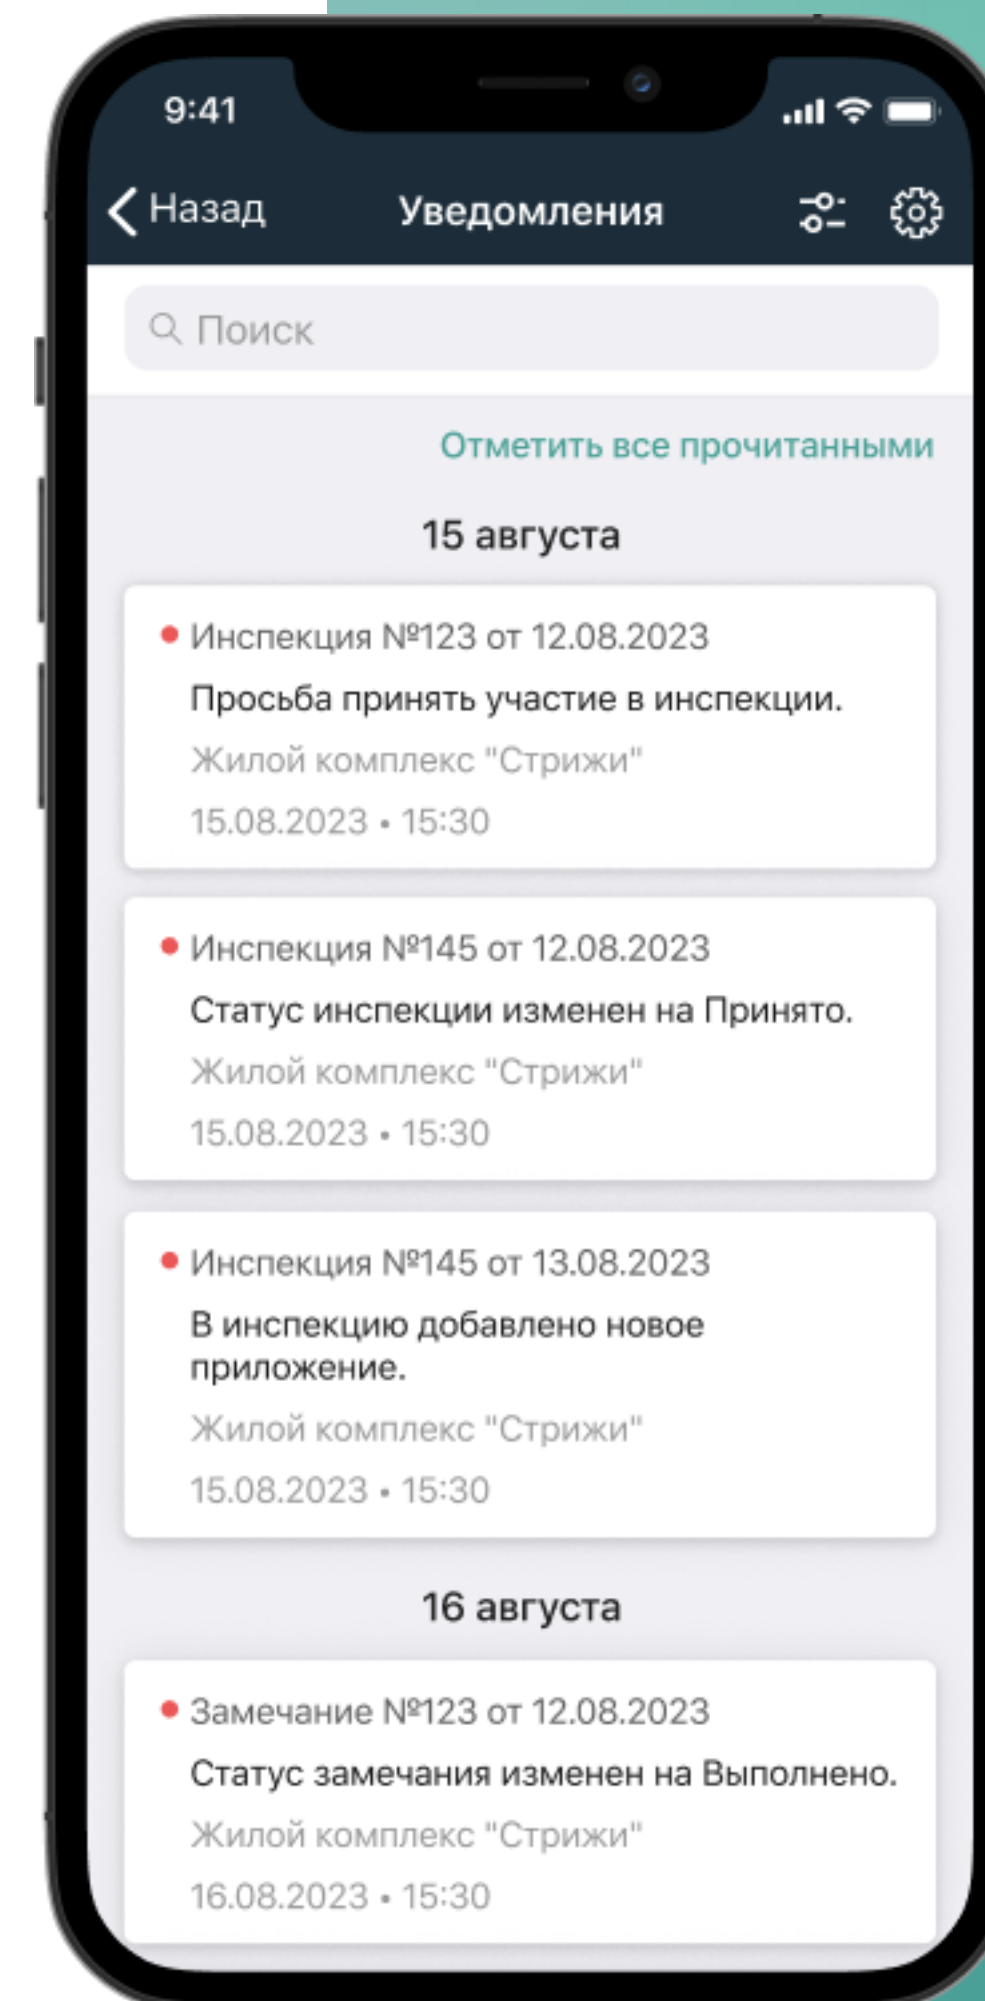 9:41
Назад Уведомления
Поиск
Отметить все прочитанными
15 августа
Инспекция №123 от 12.08.2023
Просьба принять участие в инспекции.
Жилой комплекс "Стрижи"
15.08.2023 • 15:30
Инспекция №145 от 12.08.2023
Статус инспекции изменен на Принято.
Жилой комплекс "Стрижи"
15.08.2023 • 15:30
Инспекция №145 от 13.08.2023
В инспекцию добавлено новое
приложение.
Жилой комплекс "Стрижи"
15.08.2023 • 15:30
16 августа
Замечание №123 от 12.08.2023
Статус замечания изменен на Выполнено.
Жилой комплекс "Стрижи"
16.08.2023 • 15:30